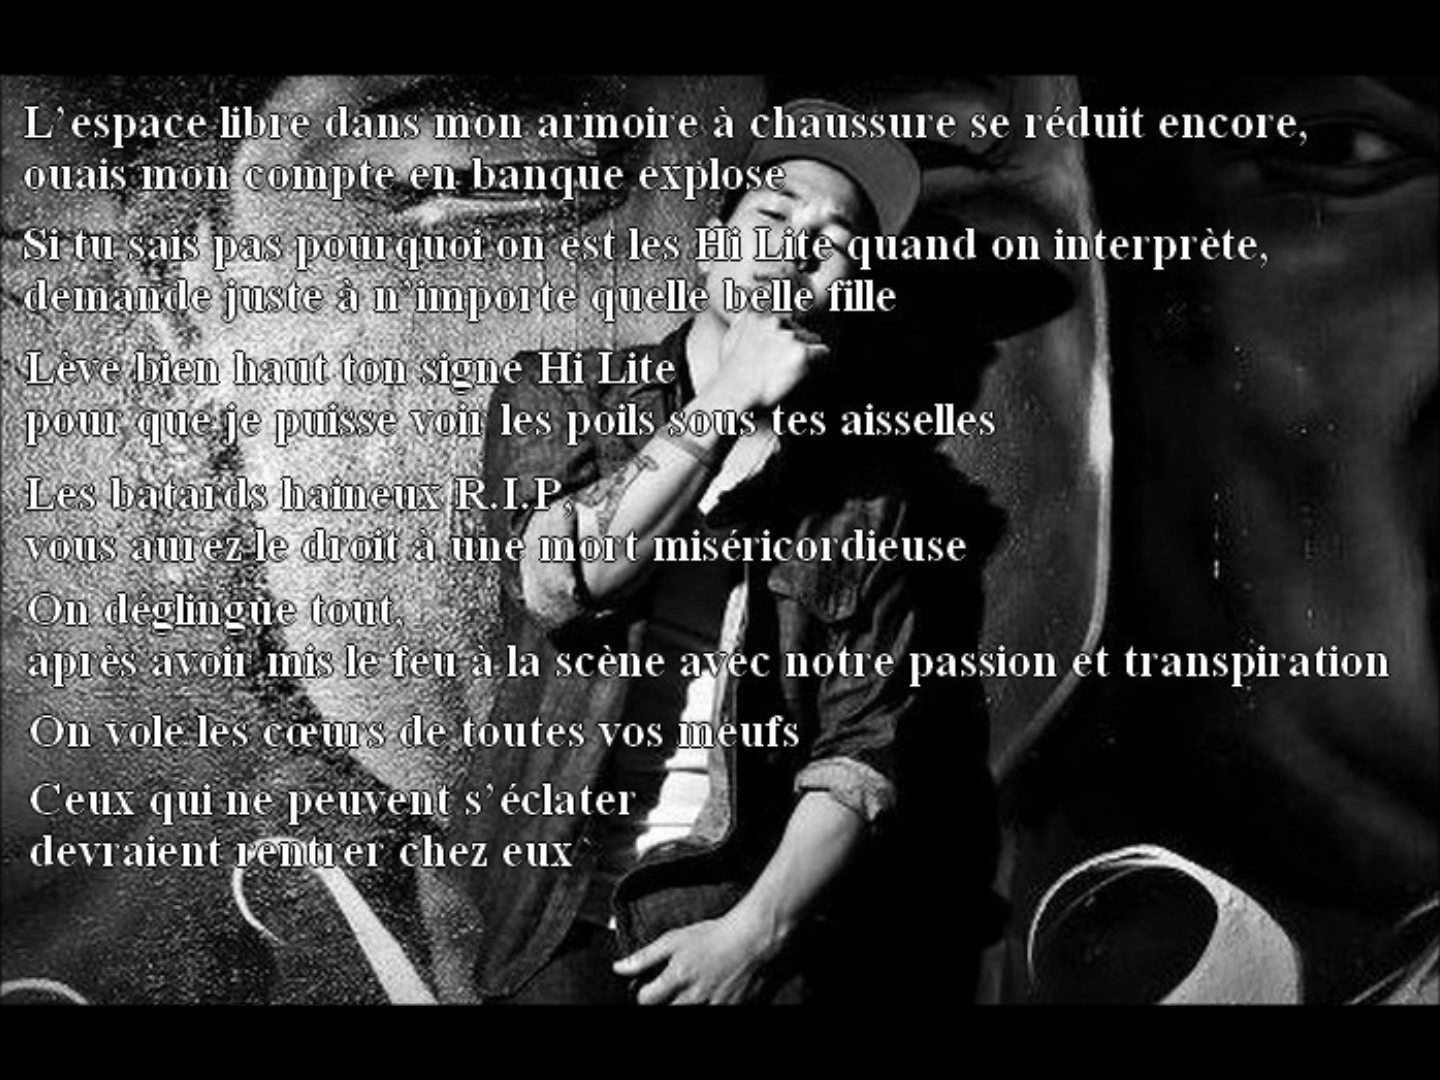 L'espace libre dans mon armoire à chaussure se réduit encore,
ouais mon compte en banque explose
Si tu sais pas pourquoi on est les Hi Lite quand on interprète,
demande juste à n'importe quelle belle fille
Lève bien haut ton signe Hi Lite
pour que je puisse voir les poils sous tes aisselles
Les batards haineux R.I.P,
vous aurez le droit à une mort miséricordieuse
On déglingue tout,
après avoir mis le feu à la scène avec notre passion et transpiration
On vole les cœurs de toutes vos meufs
Ceux qui ne peuvent s'éclater
devraient rentrer chez eux